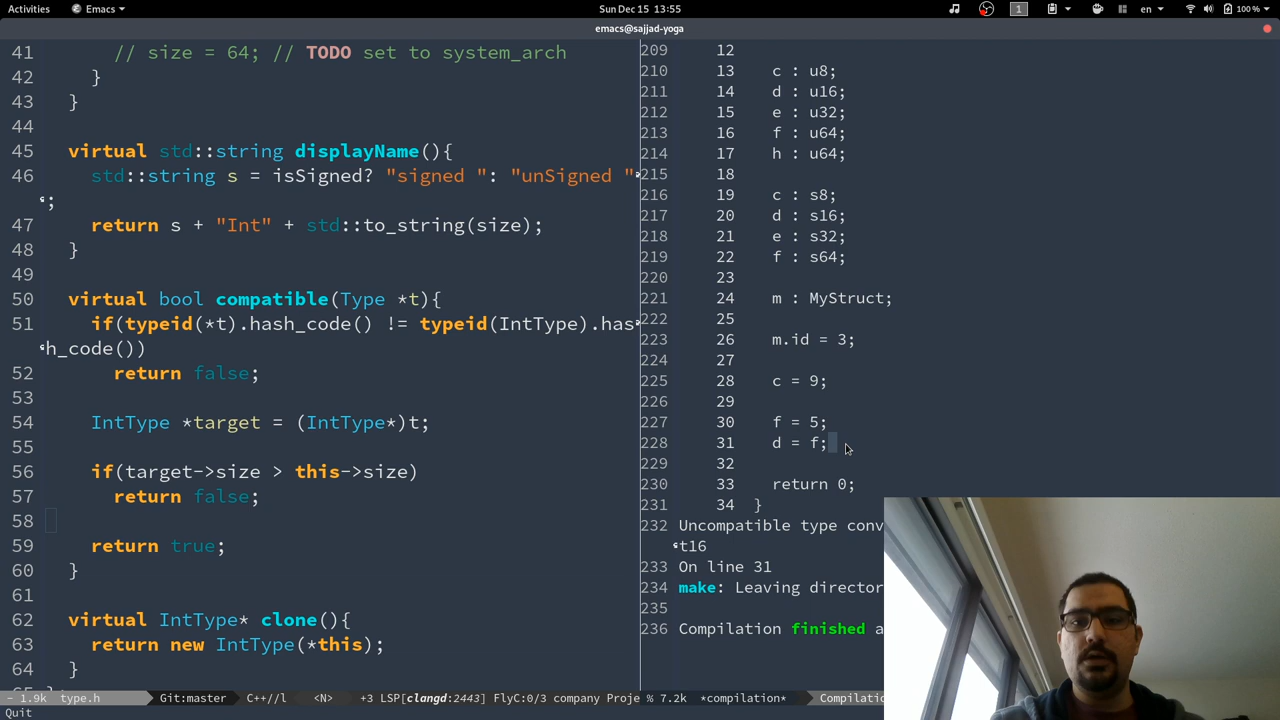 Activities Emacs Sun Dec 15 13:55 1 en 100 %
emacs@sajjad-yoga
41 // size = 64; // TODO set to system_arch
42 }
43 }
44
45 virtual std::string displayName(){
46 std::string s = isSigned? "signed ": "unSigned "
;
47 return s + "Int" + std::to_string(size);
48 }
49
50 virtual bool compatible(Type *t){
51 if(typeid(*t).hash_code() != typeid(IntType).has
h_code())
52 return false;
53
54 IntType *target = (IntType*)t;
55
56 if(target->size > this->size)
57 return false;
58
59 return true;
60 }
61
62 virtual IntType* clone(){
63 return new IntType(*this);
64 }
209 12
210 13 c : u8;
211 14 d : u16;
212 15 e : u32;
213 16 f : u64;
214 17 h : u64;
215 18
216 19 c : s8;
217 20 d : s16;
218 21 e : s32;
219 22 f : s64;
220 23
221 24 m : MyStruct;
222 25
223 26 m.id = 3;
224 27
225 28 c = 9;
226 29
227 30 f = 5;
228 31 d = f;
229 32
230 33 return 0;
231 34 }
232 Uncompatible type conv
t16
233 On line 31
234 make: Leaving director
235
236 Compilation finished a
- 1.9k type.h Git:master C++//l <N> +3 LSP[clangd:2443] FlyC:0/3 company Proje % 7.2k *compilation* Compilatio
Quit